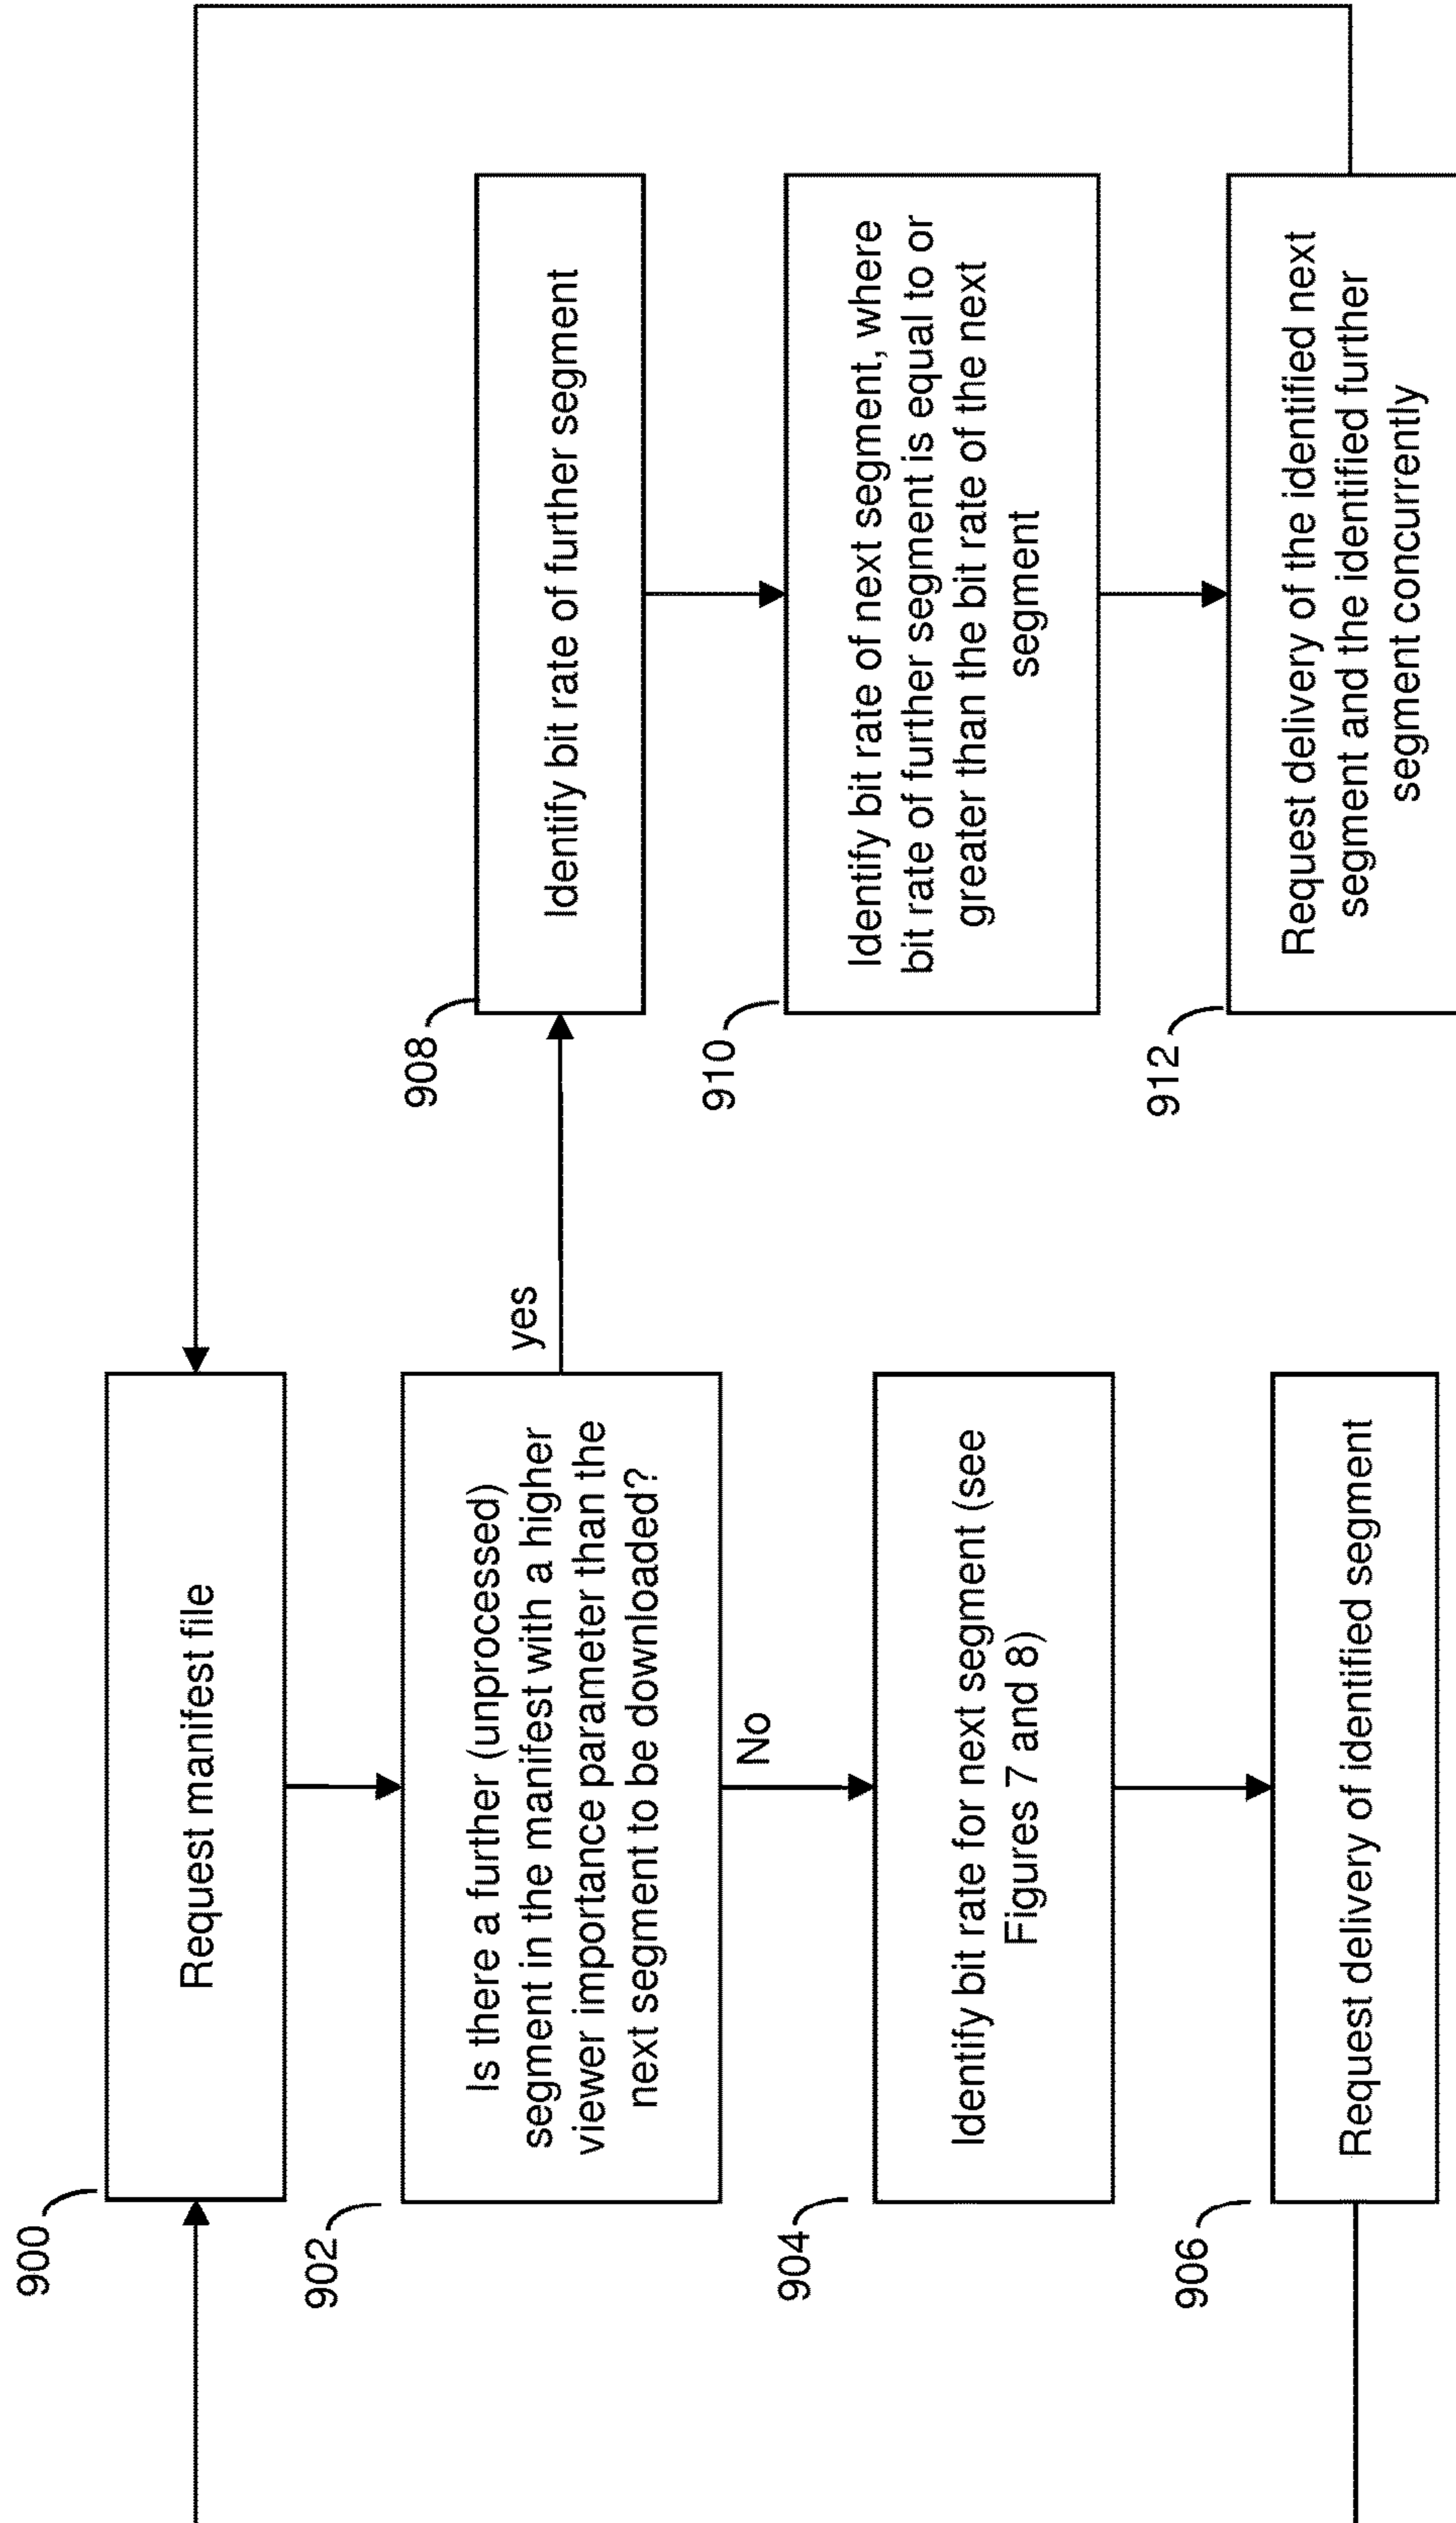 900
Request manifest file
902
Is there a further (unprocessed)
segment in the manifest with a higher
viewer importance parameter than the
next segment to be downloaded?
yes
No
904
Identify bit rate for next segment (see
Figures 7 and 8)
906
Request delivery of identified segment
908
Identify bit rate of further segment
910
Identify bit rate of next segment, where
bit rate of further segment is equal to or
greater than the bit rate of the next
segment
912
Request delivery of the identified next
segment and the identified further
segment concurrently